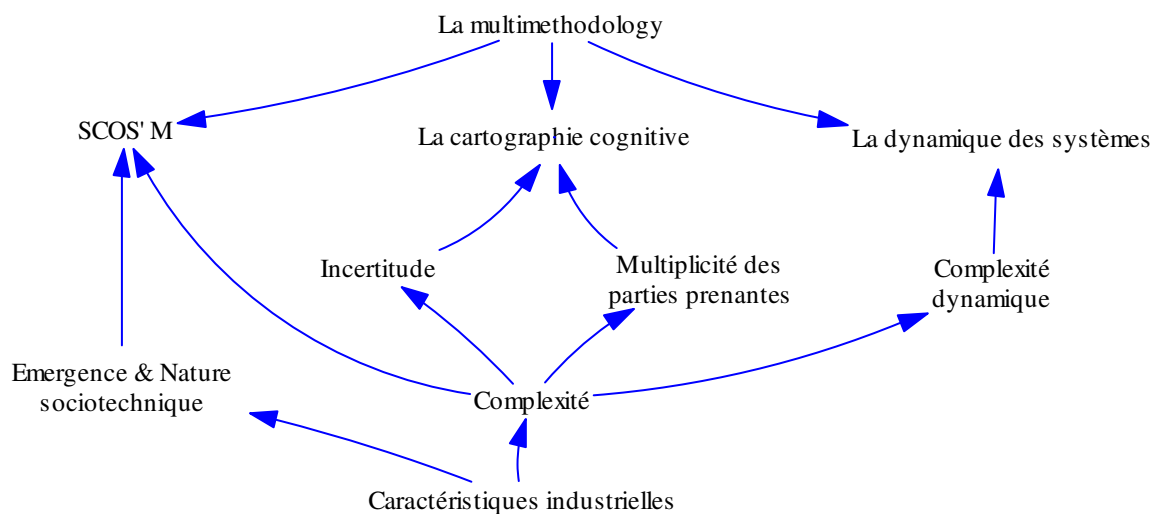 La multimethodology
SCOS' M
La cartographie cognitive
La dynamique des systèmes
Incertitude
Multiplicité des
parties prenantes
Complexité
dynamique
Emergence & Nature
sociotechnique
Complexité
Caractéristiques industrielles